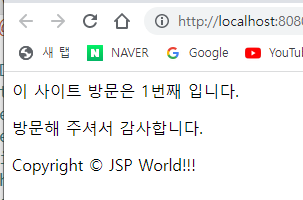 http://localhost:8080
새 탭
NAVER
Google
YouTu
이 사이트 방문은 1번째 입니다.
방문해 주셔서 감사합니다.
Copyright © JSP World!!!